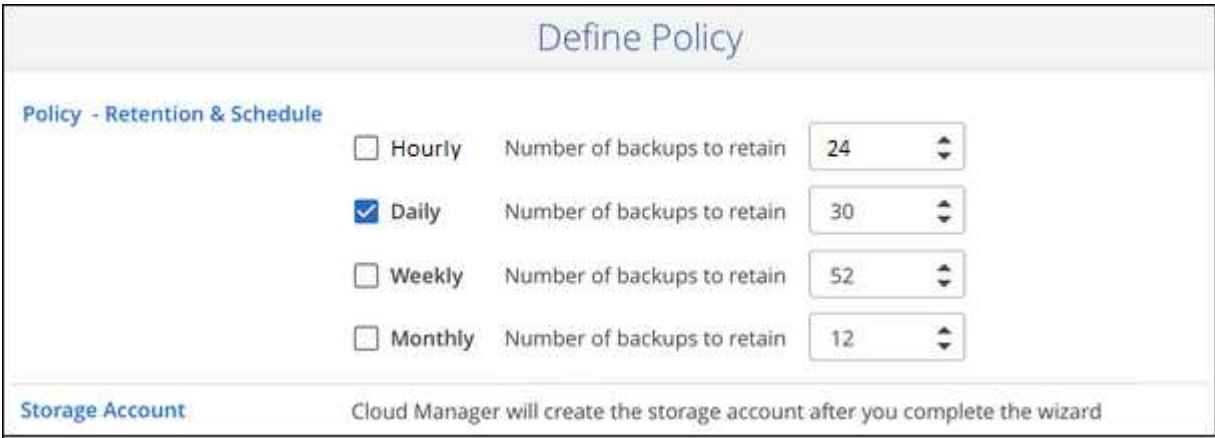 Define Policy
Policy - Retention & Schedule
Hourly Number of backups to retain 24
Daily Number of backups to retain 30
Weekly Number of backups to retain 52
Monthly Number of backups to retain 12
Storage Account Cloud Manager will create the storage account after you complete the wizard